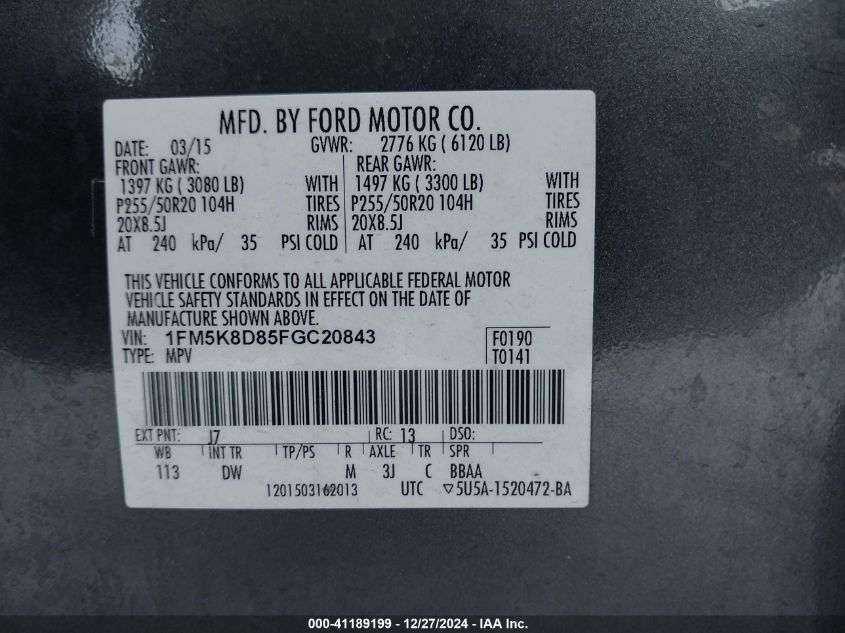 MFD. BY FORD MOTOR CO.
DATE: 03/15 GVWR: 2776 KG ( 6120 LB)
FRONT GAWR: REAR GAWR:
1397 KG ( 3080 LB) WITH 1497 KG ( 3300 LB) WITH
P255/50R20 104H TIRES P255/50R20 104H TIRES
20X8.5J RIMS 20X8.5J RIMS
AT 240 kPa/ 35 PSI COLD AT 240 kPa/ 35 PSI COLD
THIS VEHICLE CONFORMS TO ALL APPLICABLE FEDERAL MOTOR
VEHICLE SAFETY STANDARDS IN EFFECT ON THE DATE OF
MANUFACTURE SHOWN ABOVE.
VIN: 1FM5K8D85FGC20843 F0190
TYPE: MPV T0141
EXT PNT: J7 RC: 13 DSO:
WB INT TR TP/PS R AXLE TR SPR
113 DW M 3J C BBAA
1201503162013 UTC ▽5U5A-1520472-BA
000-41189199 - 12/27/2024 - IAA Inc.